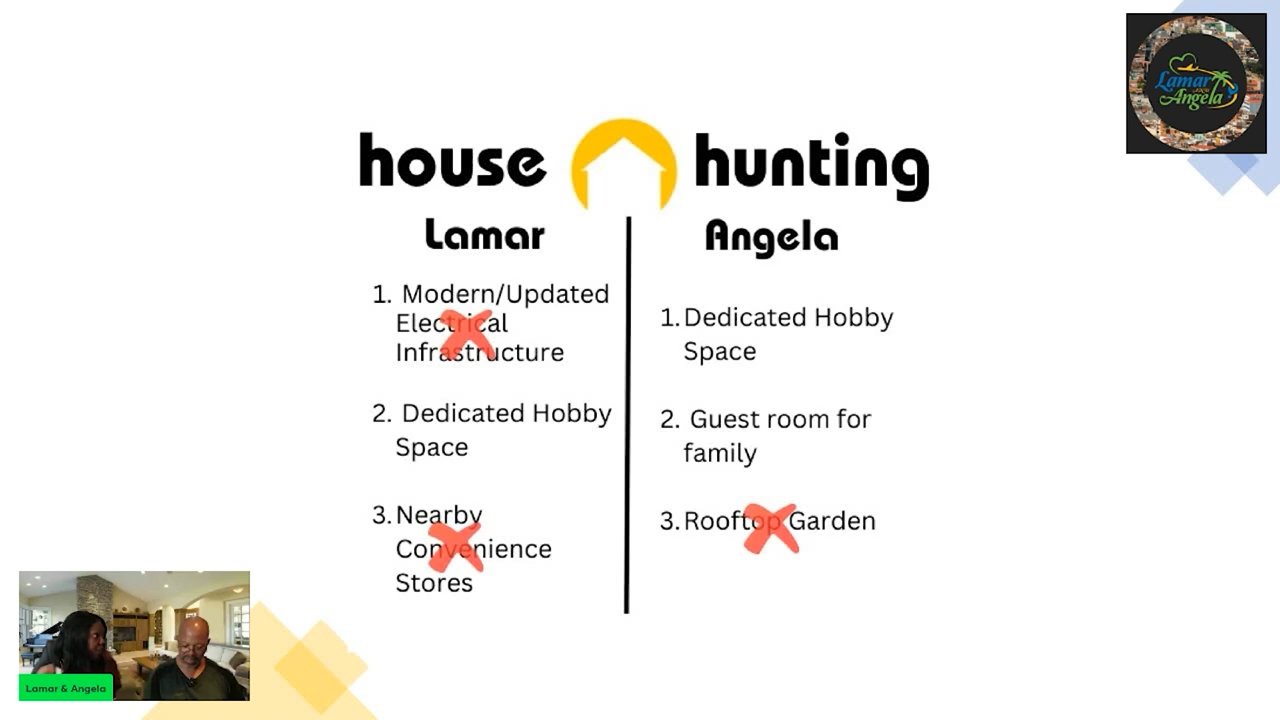 Lamar
AND
Angela
house hunting
Lamar
Angela
1. Modern/Updated
Electrical
Infrastructure
2. Dedicated Hobby
Space
3. Nearby
Convenience
Stores
1. Dedicated Hobby
Space
2. Guest room for
family
3. Rooftop Garden
Lamar & Angela